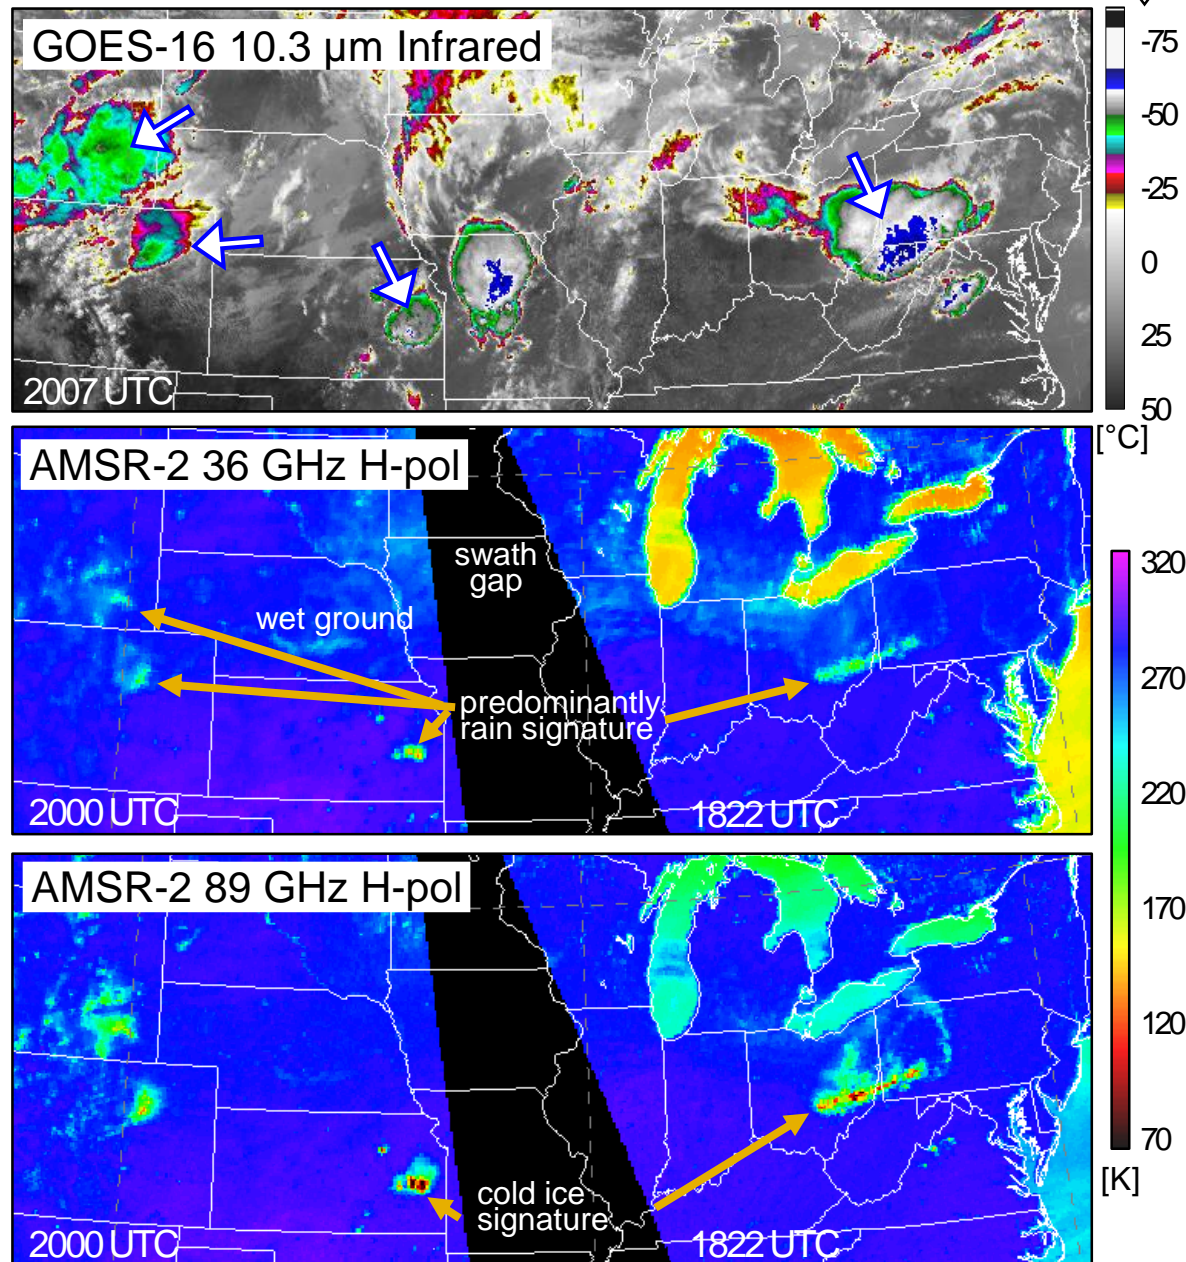 GOES-16 10.3 µm Infrared
2007 UTC
-75
-50
-25
0
25
50
[°C]
AMSR-2 36 GHz H-pol
swath
gap
wet ground
predominantly
rain signature
2000 UTC
1822 UTC
320
270
220
170
120
70
[K]
AMSR-2 89 GHz H-pol
cold ice
signature
2000 UTC
1822 UTC